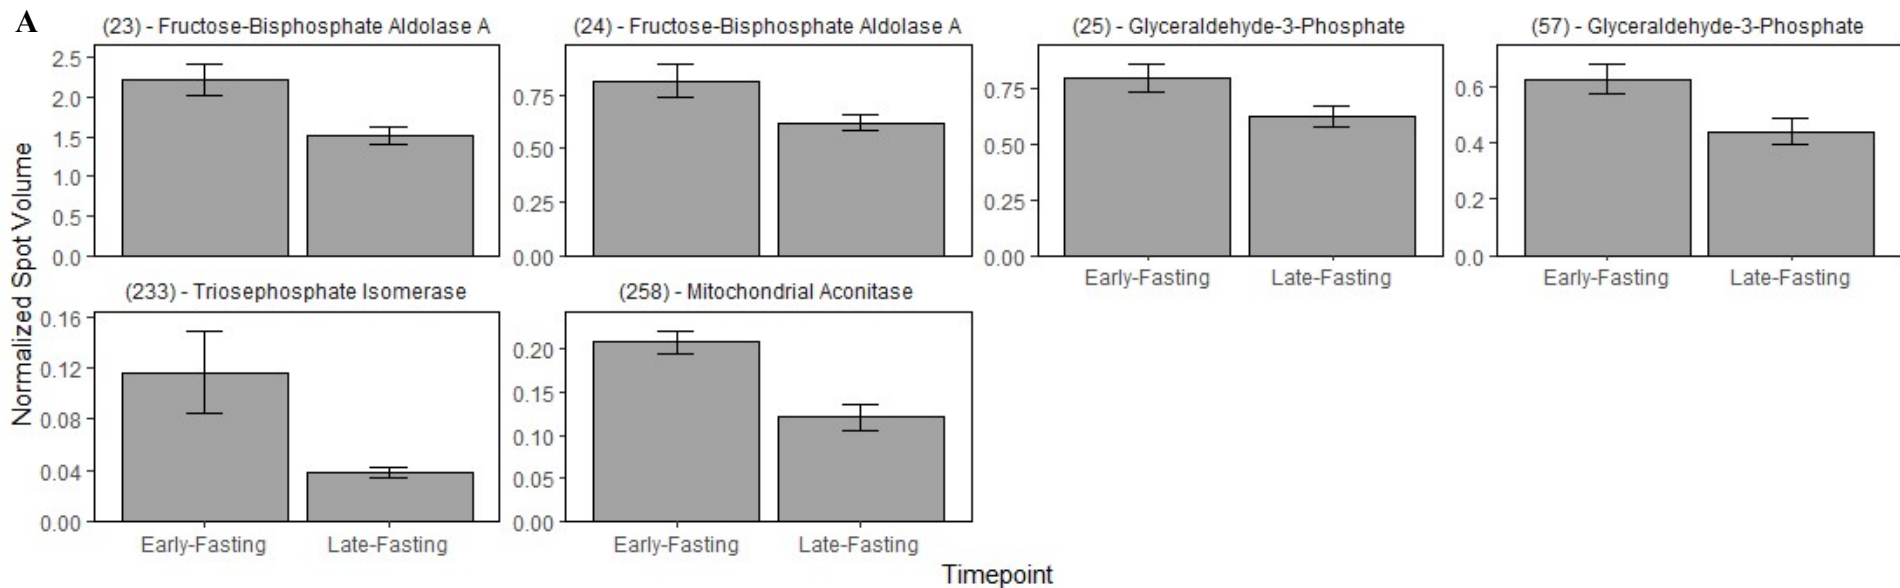 A
(23) - Fructose-Bisphosphate Aldolase A
(24) - Fructose-Bisphosphate Aldolase A
(25) - Glyceraldehyde-3-Phosphate
(57) - Glyceraldehyde-3-Phosphate
2.5
2.0
1.5
1.0
0.5
0.0
0.75
0.50
0.25
0.00
0.75
0.50
0.25
0.00
0.6
0.4
0.2
0.0
Early-Fasting
Late-Fasting
Early-Fasting
Late-Fasting
Normalized Spot Volume
(233) - Triosephosphate Isomerase
(258) - Mitochondrial Aconitase
0.16
0.12
0.08
0.04
0.00
0.20
0.15
0.10
0.05
0.00
Early-Fasting
Late-Fasting
Early-Fasting
Late-Fasting
Timepoint